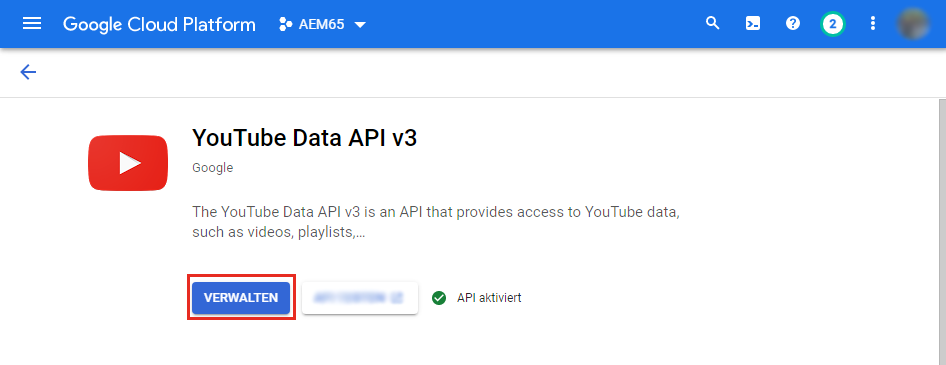 Google Cloud Platform
AEM65
2
YouTube Data API v3
Google
The YouTube Data API v3 is an API that provides access to YouTube data,
such as videos, playlists,...
VERWALTEN
API aktiviert